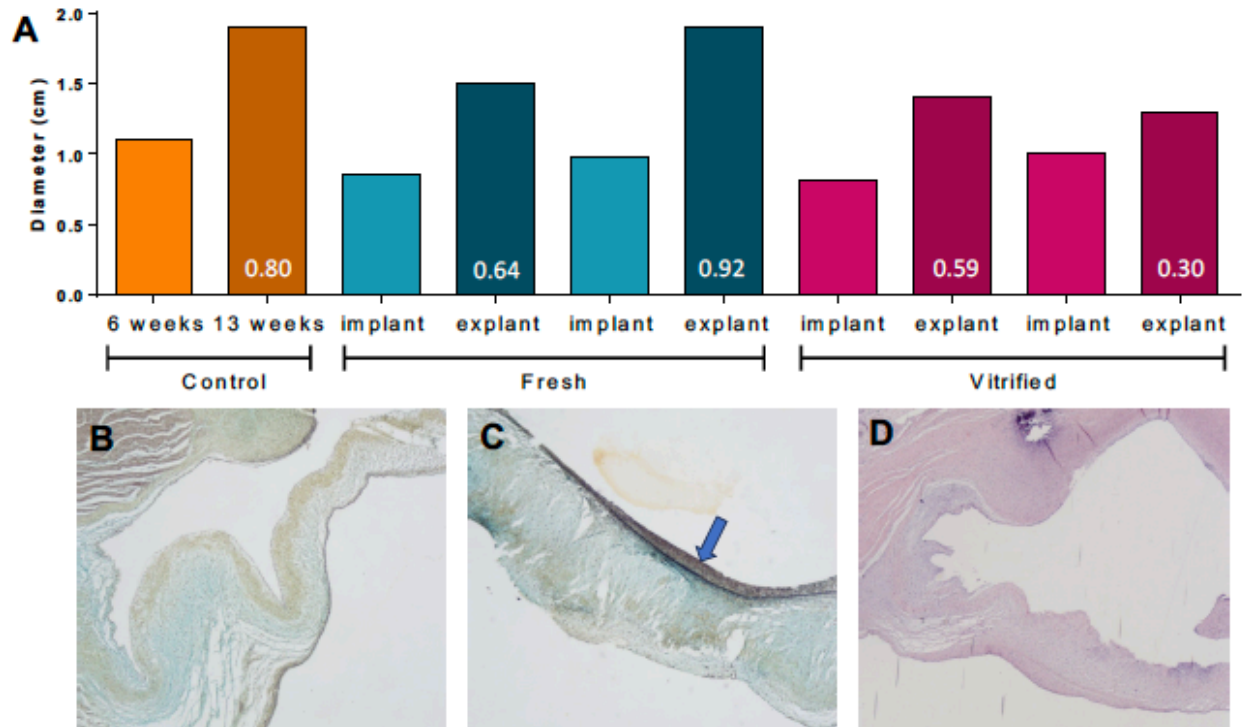 A
Diameter (cm)
2.0
1.5
1.0
0.5
0.0
0.80
0.64
0.92
0.59
0.30
6 weeks 13 weeks implant explant implant explant implant explant implant explant
Control Fresh Vitrified
B C D